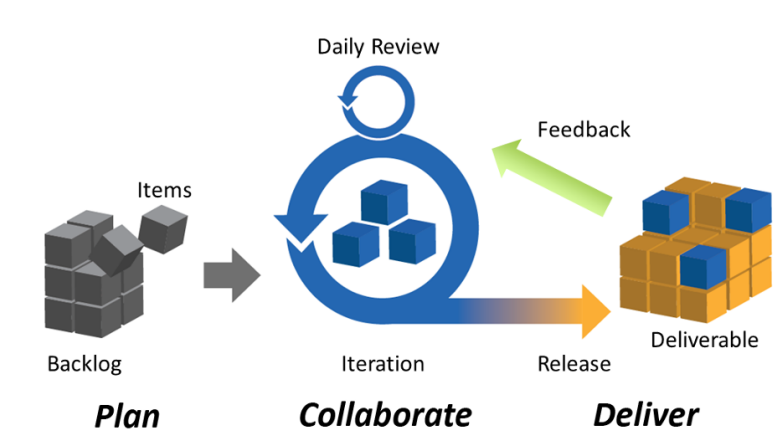 Daily Review
Feedback
Items
Backlog
Iteration
Release
Deliverable
Plan
Collaborate
Deliver